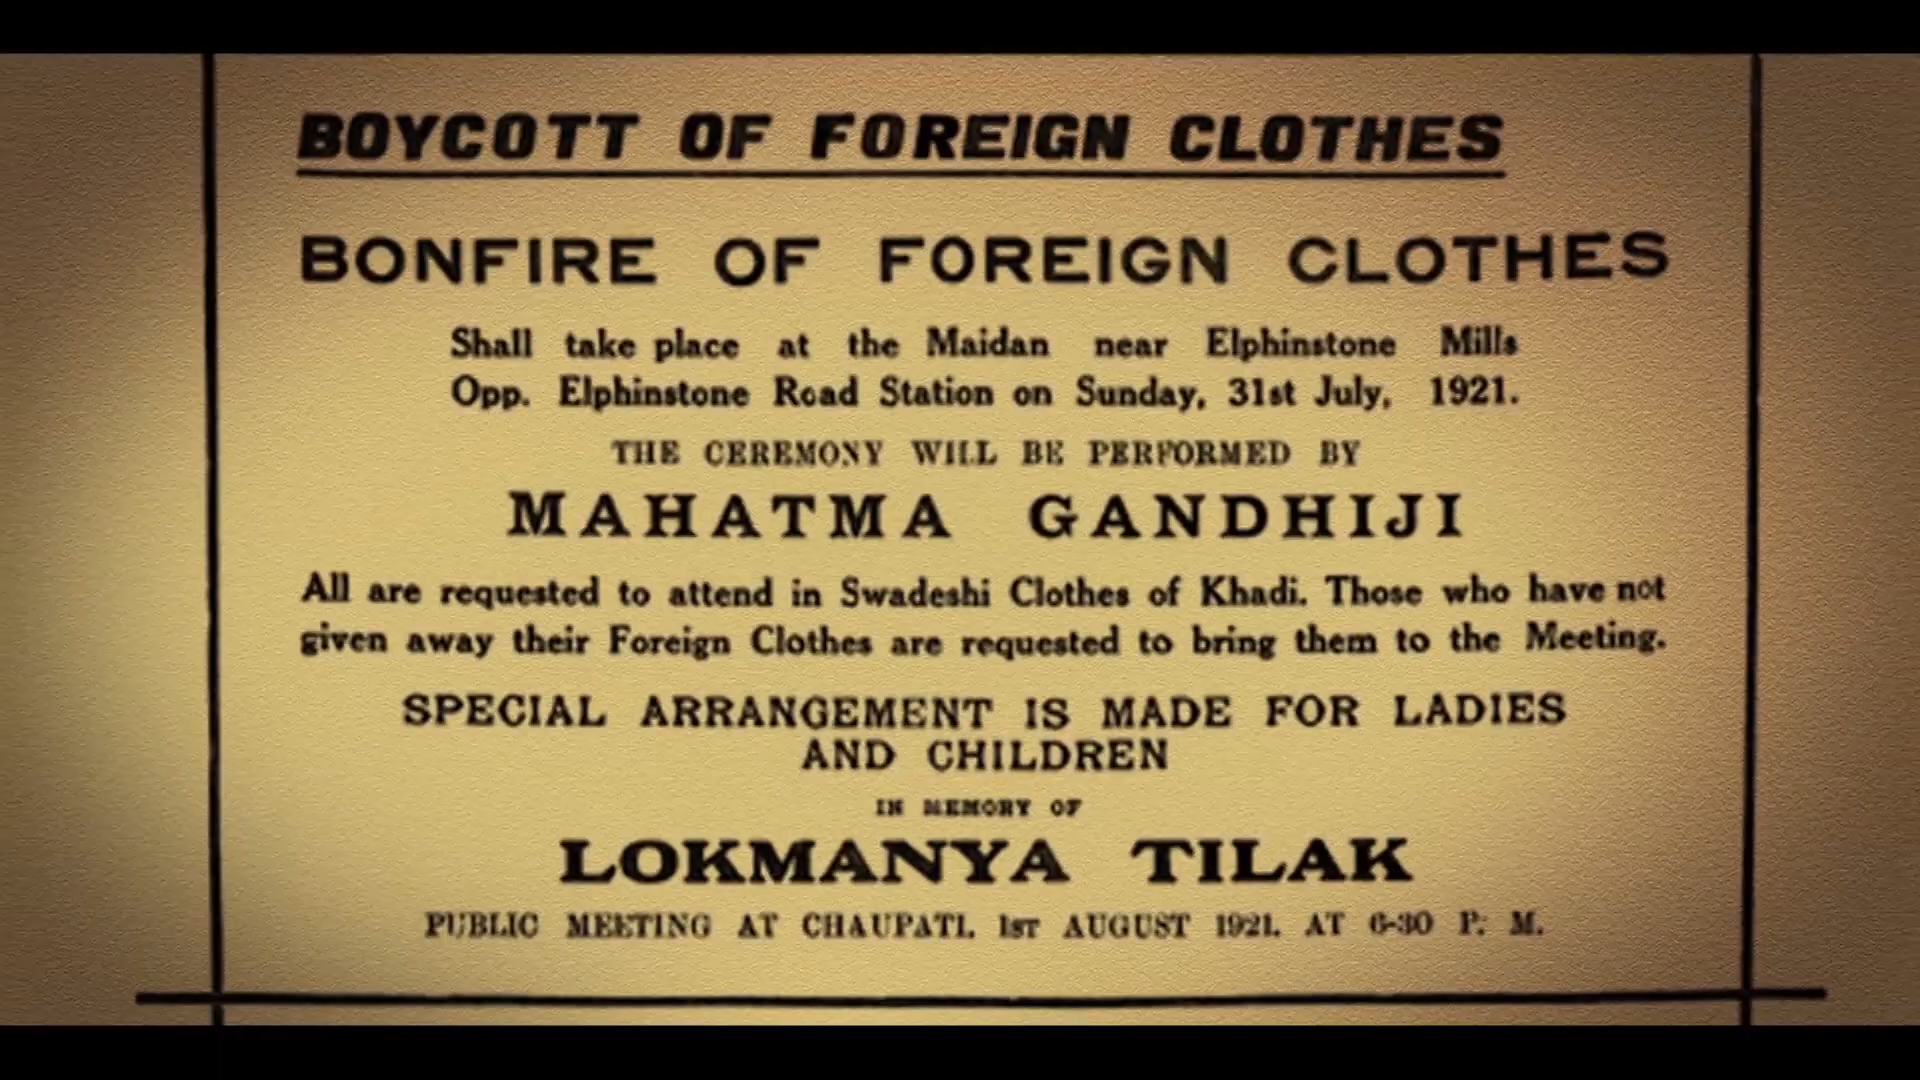 BOYCOTT OF FOREIGN CLOTHES
BONFIRE OF FOREIGN CLOTHES
Shall take place at the Maidan near Elphinstone Mills
Opp. Elphinstone Road Station on Sunday, 31st July, 1921.
THE CEREMONY WILL BE PERFORMED BY
MAHATMA GANDHIJI
All are requested to attend in Swadeshi Clothes of Khadi. Those who have not
given away their Foreign Clothes are requested to bring them to the Meeting.
SPECIAL ARRANGEMENT IS MADE FOR LADIES
AND CHILDREN
IN MEMORY OF
LOKMANYA TILAK
PUBLIC MEETING AT CHAUPATI. 1ST AUGUST 1921. AT 6-30 P. M.